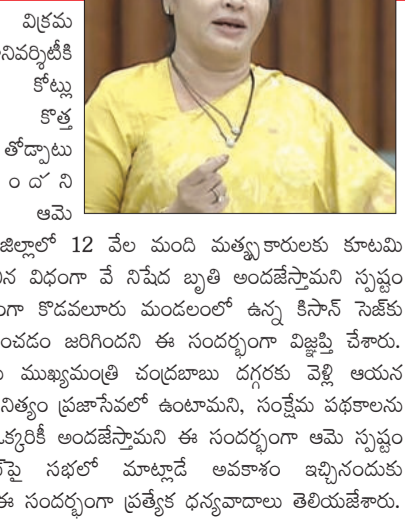 విక్రమ
నివర్శిటీకి
కోట్లు
కొత్త
తోడ్పాటు
ం ద ని
ఆమె
జిల్లాలో 12 వేల మంది మత్స్యకారులకు కూటమి
న విధంగా వే నిషేద బృతి అందజేస్తామని స్పష్టం
ంగా కొడవలూరు మండలంలో ఉన్న కిసాన్ సెజ్‌కు
ంచడం జరిగిందని ఈ సందర్భంగా విజ్ఞప్తి చేశారు.
ముఖ్యమంత్రి చంద్రబాబు దగ్గరకు వెళ్లి ఆయన
నిత్యం ప్రజాసేవలో ఉంటామని, సంక్షేమ పథకాలను
ఒక్కరికీ అందజేస్తామని ఈ సందర్భంగా ఆమె స్పష్టం
పై సభలో మాట్లాడే అవకాశం ఇచ్చినందుకు
ఈ సందర్భంగా ప్రత్యేక ధన్యవాదాలు తెలియజేశారు.